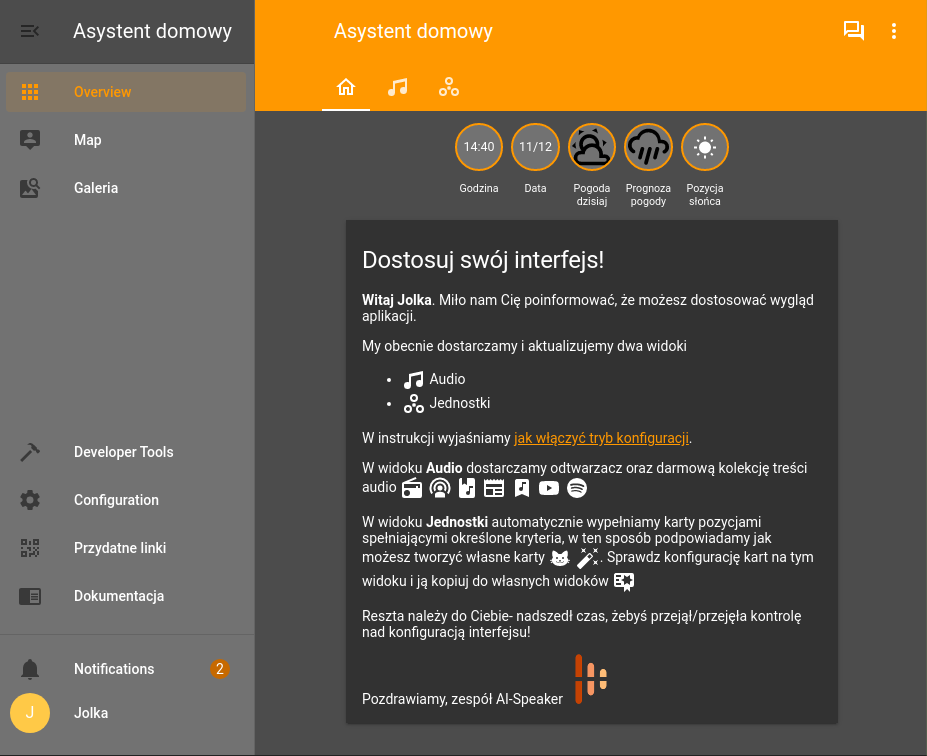 Asystent domowy
Overview
Map
Galeria
Developer Tools
Configuration
Przydatne linki
Dokumentacja
Notifications 2
J Jolka
Asystent domowy
14:40 11/12
Godzina Data Pogoda dzisiaj Prognoza pogody Pozycja słońca
Dostosuj swój interfejs!
Witaj Jolka. Miło nam Cię poinformować, że możesz dostosować wygląd
aplikacji.
My obecnie dostarczamy i aktualizujemy dwa widoki
• Audio
• Jednostki
W instrukcji wyjaśniamy jak włączyć tryb konfiguracji.
W widoku Audio dostarczamy odtwarzacz oraz darmową kolekcję treści
audio
W widoku Jednostki automatycznie wypełniamy karty pozycjami
spełniającymi określone kryteria, w ten sposób podpowiadamy jak
możesz tworzyć własne karty . Sprawdz konfigurację kart na tym
widoku i ją kopiuj do własnych widoków
Reszta należy do Ciebie- nadszedł czas, żebyś przejął/przejęła kontrolę
nad konfiguracją interfejsu!
Pozdrawiamy, zespół AI-Speaker